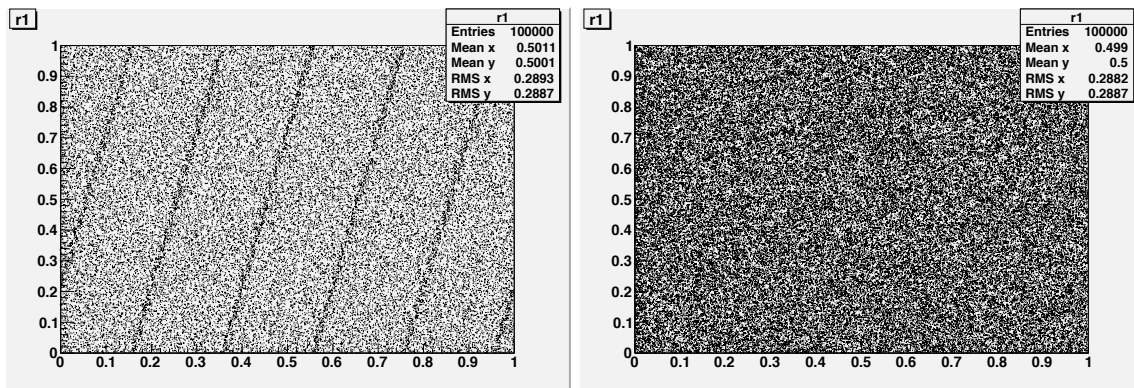 r1
r1
Entries 100000
Mean x 0.5011
Mean y 0.5001
RMS x 0.2893
RMS y 0.2887
1
0.9
0.8
0.7
0.6
0.5
0.4
0.3
0.2
0.1
0
0 0.1 0.2 0.3 0.4 0.5 0.6 0.7 0.8 0.9 1
r1
r1
Entries 100000
Mean x 0.499
Mean y 0.5
RMS x 0.2882
RMS y 0.2887
1
0.9
0.8
0.7
0.6
0.5
0.4
0.3
0.2
0.1
0
0 0.1 0.2 0.3 0.4 0.5 0.6 0.7 0.8 0.9 1